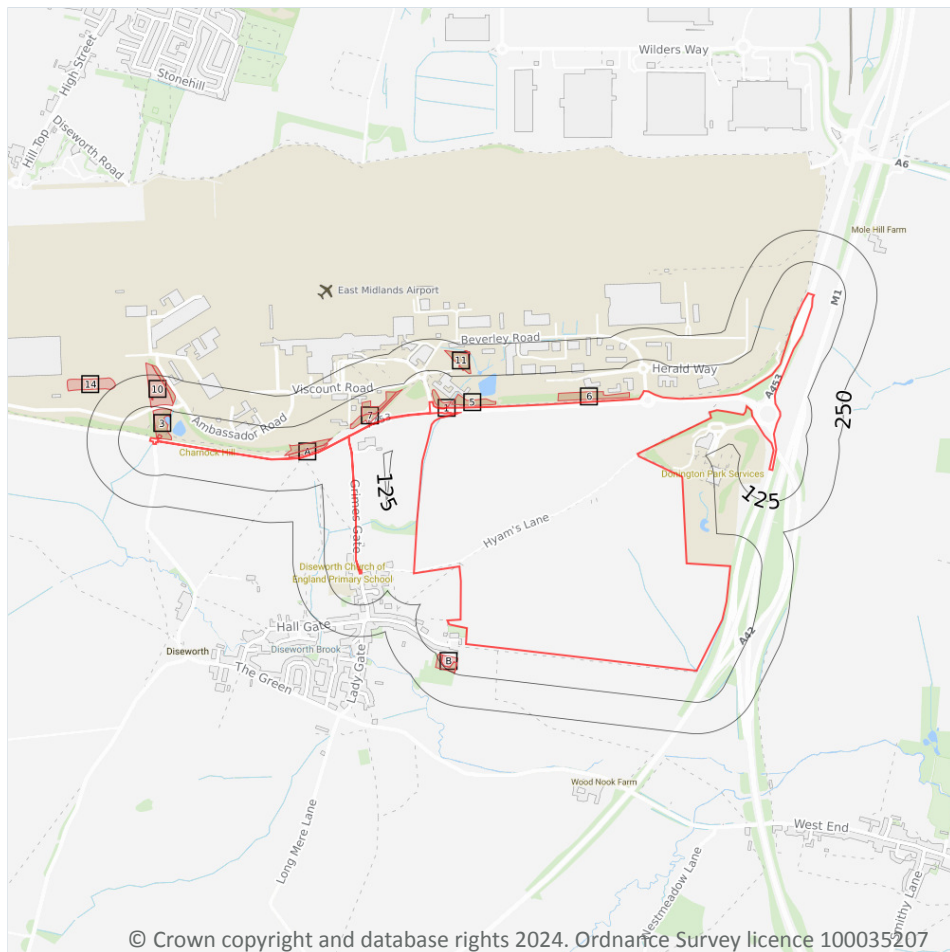 Wilders Way
High Street
Stonehill
Hill Top
Diseworth Road
A6
Mole Hill Farm
East Midlands Airport
M1
Beverley Road
11
14
10
Viscount Road
Herald Way
A453
250
3
7
1
5
6
Ambassador Road
Charnock Hill
A
Donington Park Services
125
125
Grimes Gate
Hyam's Lane
Diseworth Church of
England Primary School
Hall Gate
A42
Diseworth
Diseworth Brook
B
The Green
Lady Gate
Wood Nook Farm
Long Mere Lane
West End
Westmeadow Lane
Smithy Lane
© Crown copyright and database rights 2024. Ordnance Survey licence 100035207